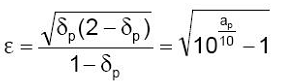 ε = √(δₚ(2 − δₚ)) / (1 − δₚ) = √(10^(aₚ/10) − 1)